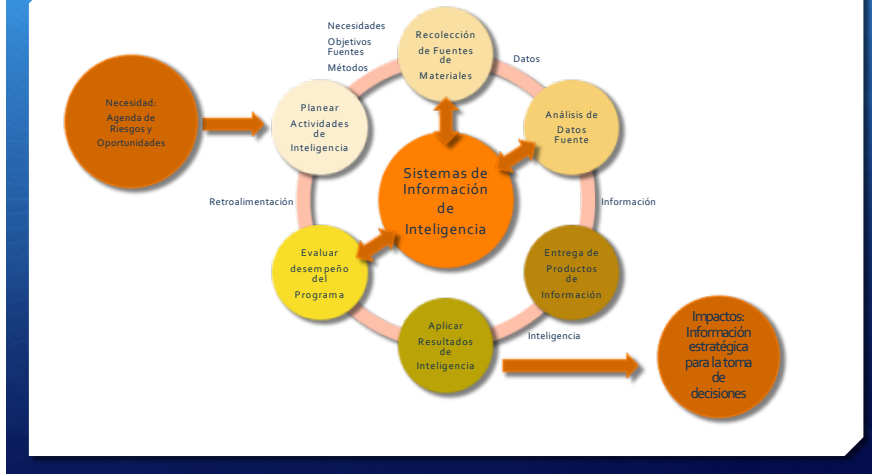 Necesidades
Objetivos
Fuentes
Métodos
Recolección
de Fuentes
de
Materiales
Datos
Necesidad:
Agenda de
Riesgos y
Oportunidades
Planear
Actividades
de
Inteligencia
Análisis de
Datos
Fuente
Sistemas de
Información
de
Inteligencia
Retroalimentación
Información
Evaluar
desempeño
del
Programa
Entrega de
Productos
de
Información
Aplicar
Resultados
de
Inteligencia
Inteligencia
Impactos:
Información
estratégica
para la toma
de
decisiones